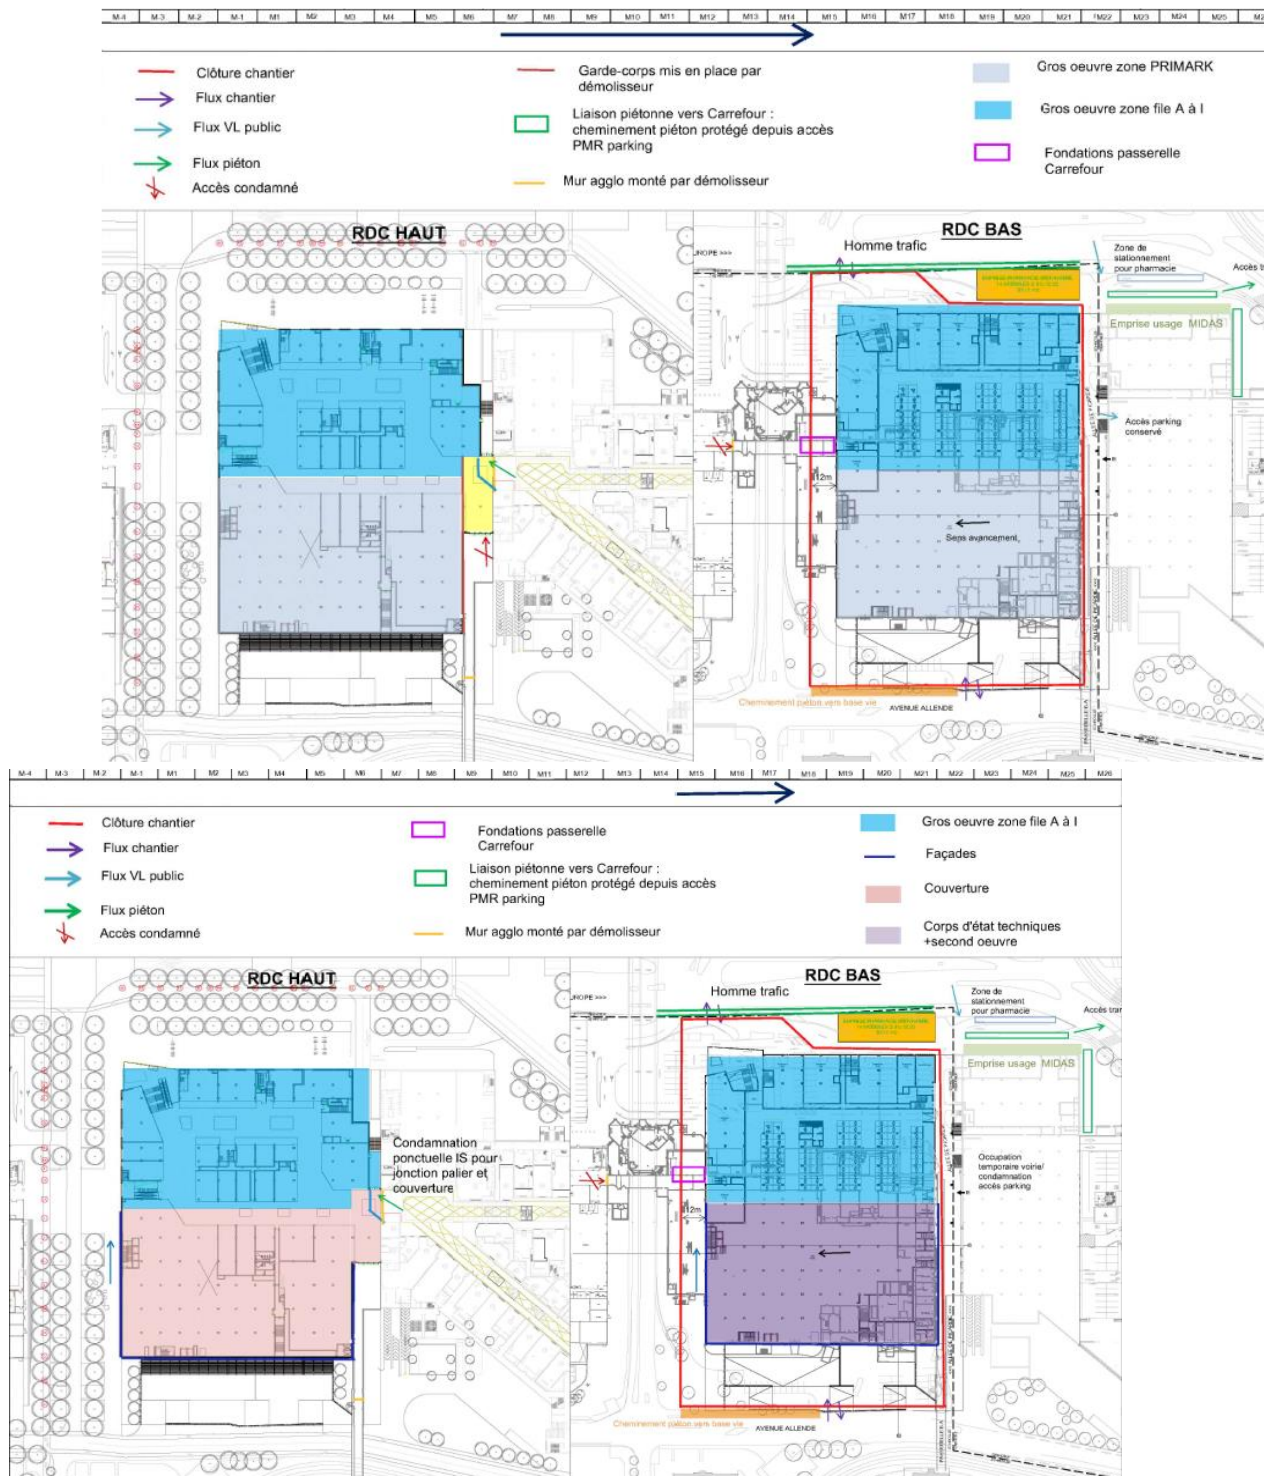 M-4 M-3 M-2 M-1 M1 M2 M3 M4 M5 M6 M7 M8 M9 M10 M11 M12 M13 M14 M15 M16 M17 M18 M19 M20 M21 M22 M23 M24 M25
Clôture chantier
Flux chantier
Flux VL public
Flux piéton
Accès condamné
Garde-corps mis en place par
démolisseur
Liaison piétonne vers Carrefour :
cheminement piéton protégé depuis accès
PMR parking
Mur agglo monté par démolisseur
Gros oeuvre zone PRIMARK
Gros oeuvre zone file A à I
Fondations passerelle
Carrefour
RDC HAUT
RDC BAS
Homme trafic
Zone de
stationnement
pour pharmacie
Emprise usage MIDAS
Accès parking
conservé
12m
Sens avancement
Cheminement piéton vers base vie
AVENUE ALLENDE
M-4 M-3 M-2 M-1 M1 M2 M3 M4 M5 M6 M7 M8 M9 M10 M11 M12 M13 M14 M15 M16 M17 M18 M19 M20 M21 M22 M23 M24 M25 M26
Clôture chantier
Flux chantier
Flux VL public
Flux piéton
Accès condamné
Fondations passerelle
Carrefour
Liaison piétonne vers Carrefour :
cheminement piéton protégé depuis accès
PMR parking
Mur agglo monté par démolisseur
Gros oeuvre zone file A à I
Façades
Couverture
Corps d'état techniques
+second oeuvre
RDC HAUT
RDC BAS
Homme trafic
Zone de
stationnement
pour pharmacie
Emprise usage MIDAS
Condamnation
ponctuelle IS pour
jonction palier et
couverture
Occupation
temporaire voirie/
condamnation
accès parking
12m
Cheminement piéton vers base vie
AVENUE ALLENDE